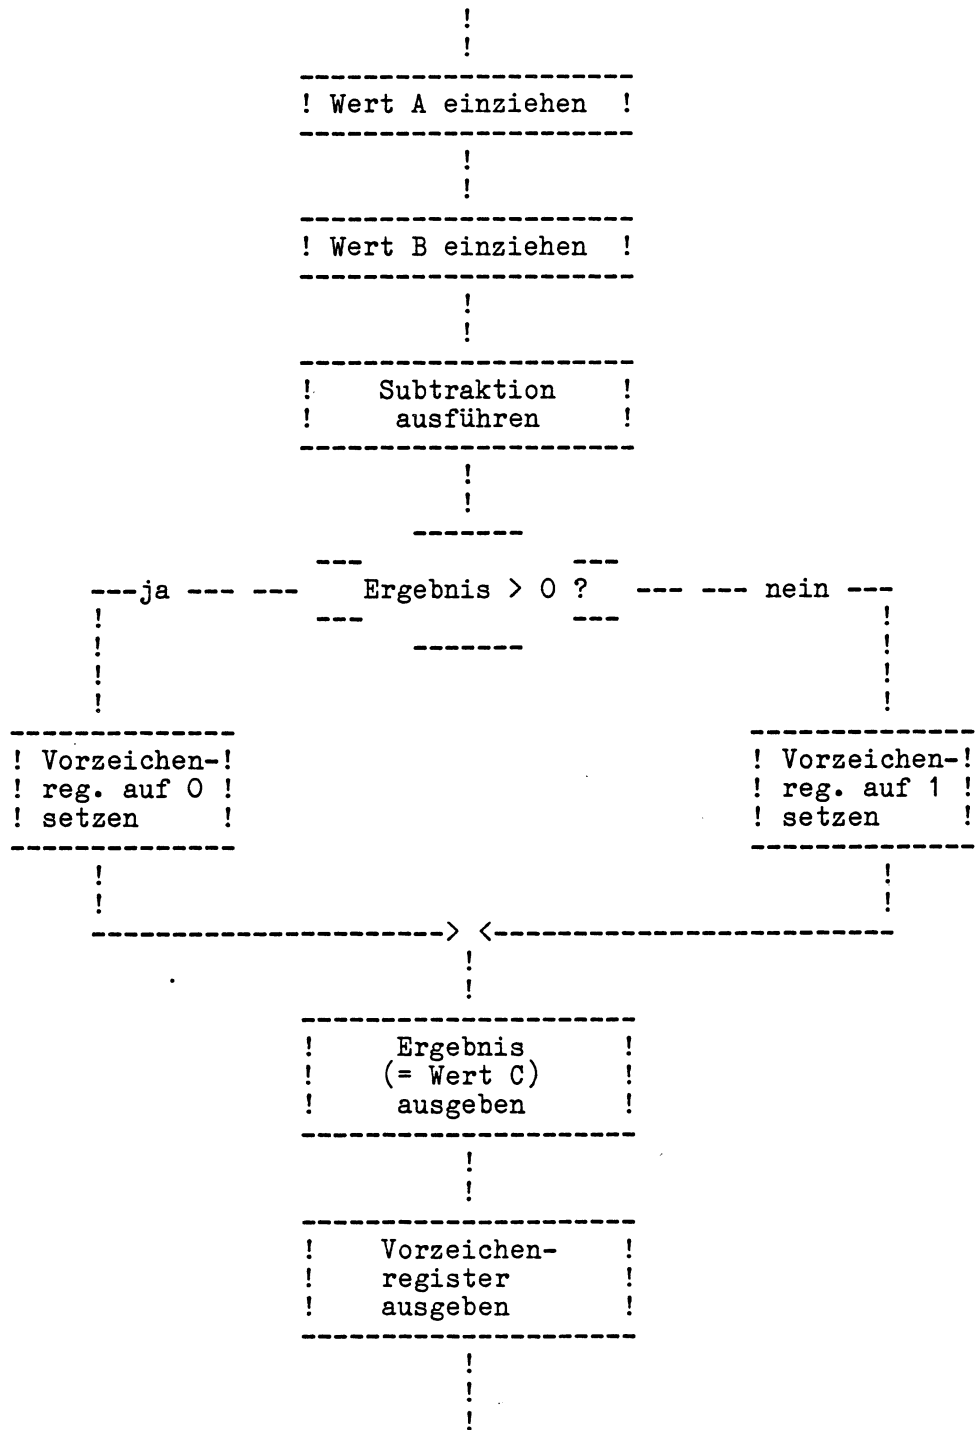 ! Wert A einziehen !
! Wert B einziehen !
! Subtraktion !
! ausführen !
---ja --- --- Ergebnis > 0 ? --- --- nein ---
! Vorzeichen-! ! Vorzeichen-!
! reg. auf 0 ! ! reg. auf 1 !
! setzen ! ! setzen !
! Ergebnis !
! (= Wert C) !
! ausgeben !
! Vorzeichen- !
! register !
! ausgeben !